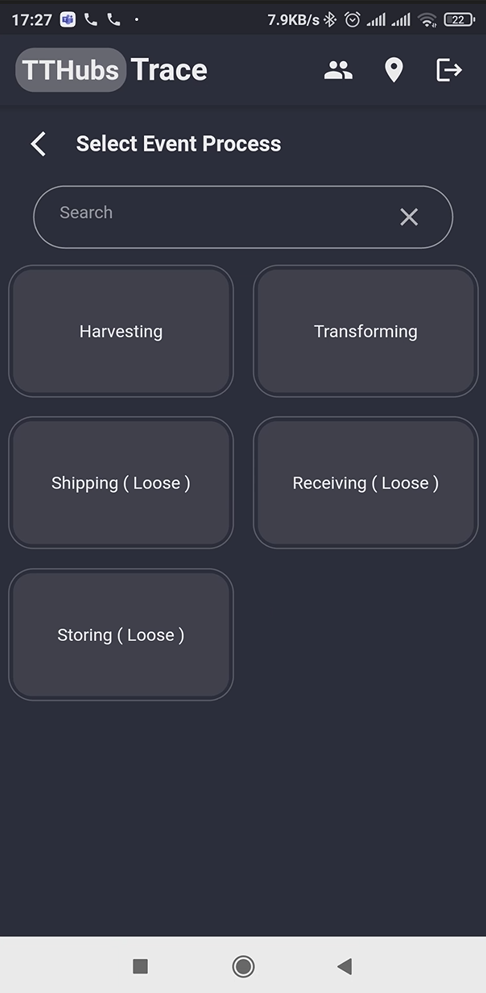 17:27 7.9KB/s 22
TTHubs Trace
Select Event Process
Search
Harvesting Transforming
Shipping ( Loose ) Receiving ( Loose )
Storing ( Loose )